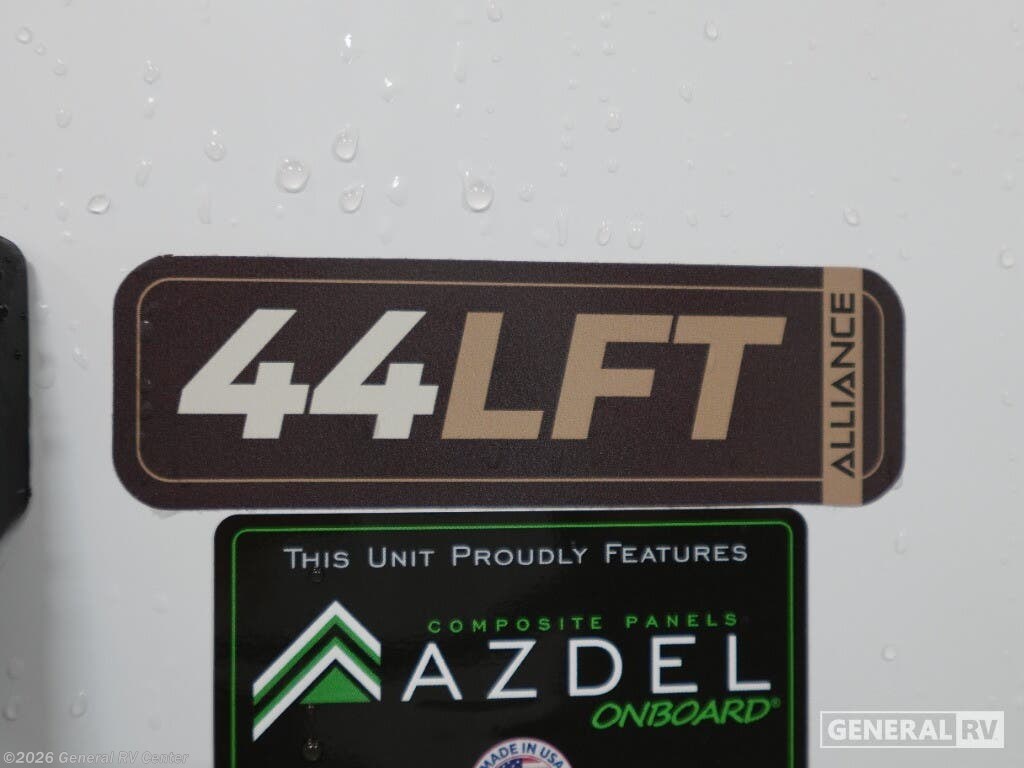 44LFT
ALLIANCE
THIS UNIT PROUDLY FEATURES
COMPOSITE PANELS
AZDEL
ONBOARD®
MADE IN USA
GENERAL RV
©2026 General RV Center